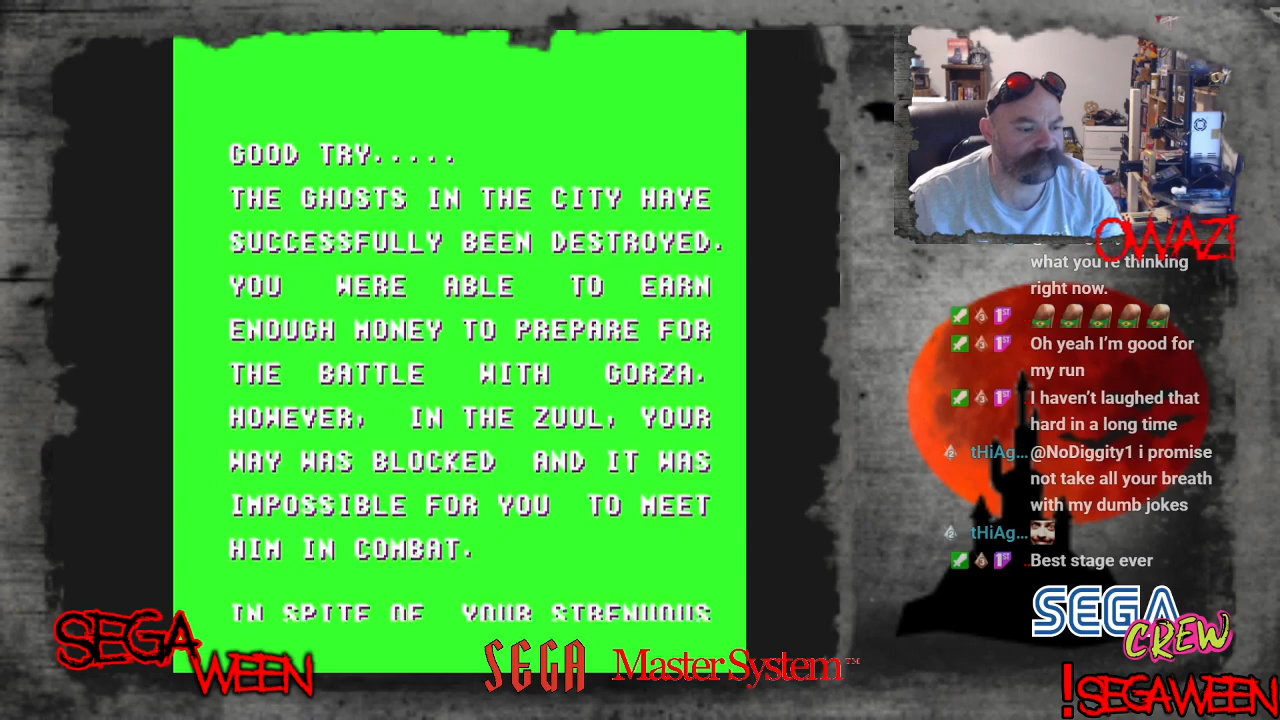 GOOD TRY.....
THE GHOSTS IN THE CITY HAVE
SUCCESSFULLY BEEN DESTROYED.
YOU WERE ABLE TO EARN
ENOUGH MONEY TO PREPARE FOR
THE BATTLE WITH GORZA.
HOWEVER, IN THE ZUUL, YOUR
WAY WAS BLOCKED AND IT WAS
IMPOSSIBLE FOR YOU TO MEET
HIM IN COMBAT.
IN SPITE OF YOUR STRENUOUS
OWAZ1
what you're thinking
right now.
Oh yeah I'm good for
my run
I haven't laughed that
hard in a long time
tHiAg... @NoDiggity1 i promise
not take all your breath
with my dumb jokes
tHiAg...
Best stage ever
SEGA
CREW
!SEGAWEEN
SEGA
WEEN
SEGA Master System™